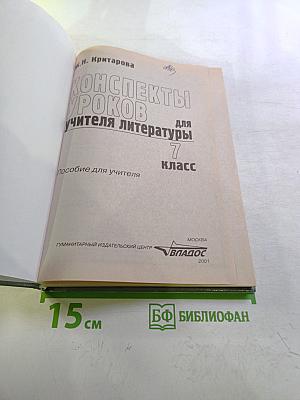 Ж.Н. Критарова
КОНСПЕКТЫ
УРОКОВ для
учителя литературы
7
класс
Пособие для учителя
МОСКВА
ГУМАНИТАРНЫЙ ИЗДАТЕЛЬСКИЙ ЦЕНТР ВЛАДОС
2001
15 см
БФ БИБЛИОФАН